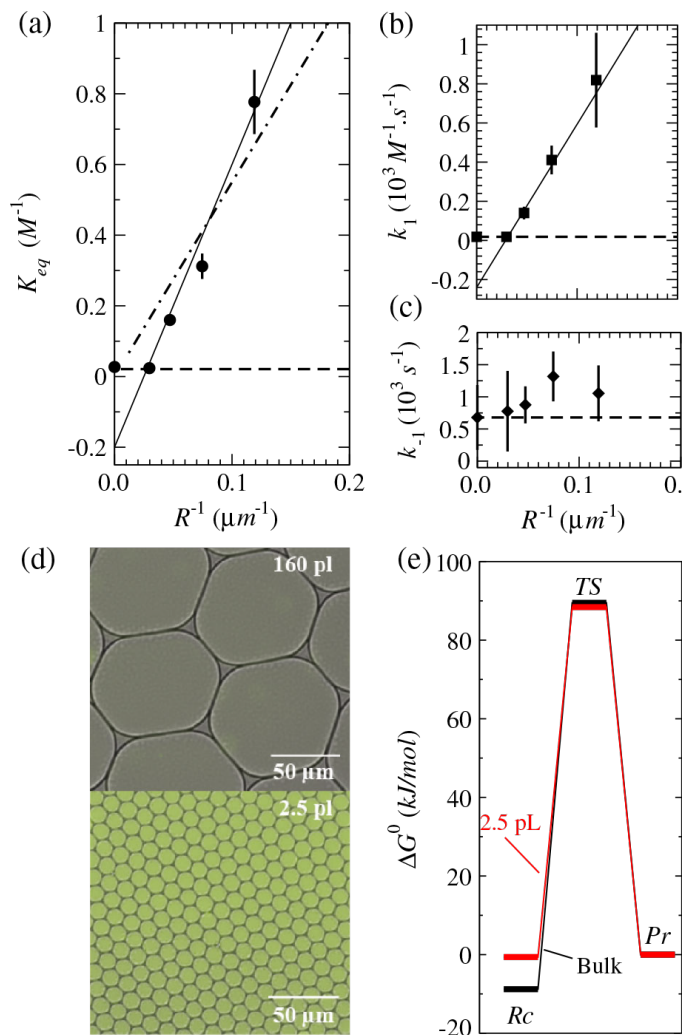 (a)
1
0.8
0.6
0.4
0.2
0
-0.2
K_eq (M^-1)
0.0 0.1 0.2
R^-1 (μm^-1)
(b)
1
0.8
0.6
0.4
0.2
0
-0.2
k_1 (10^3 M^-1.s^-1)
(c)
2
1.5
1
0.5
0
k_-1 (10^3 s^-1)
0.0 0.1 0.
R^-1 (μm^-1)
(d)
160 pl
50 μm
2.5 pl
50 μm
(e)
100
80
60
40
20
0
-20
ΔG^0 (kJ/mol)
TS
2.5 pL
Pr
Bulk
Rc